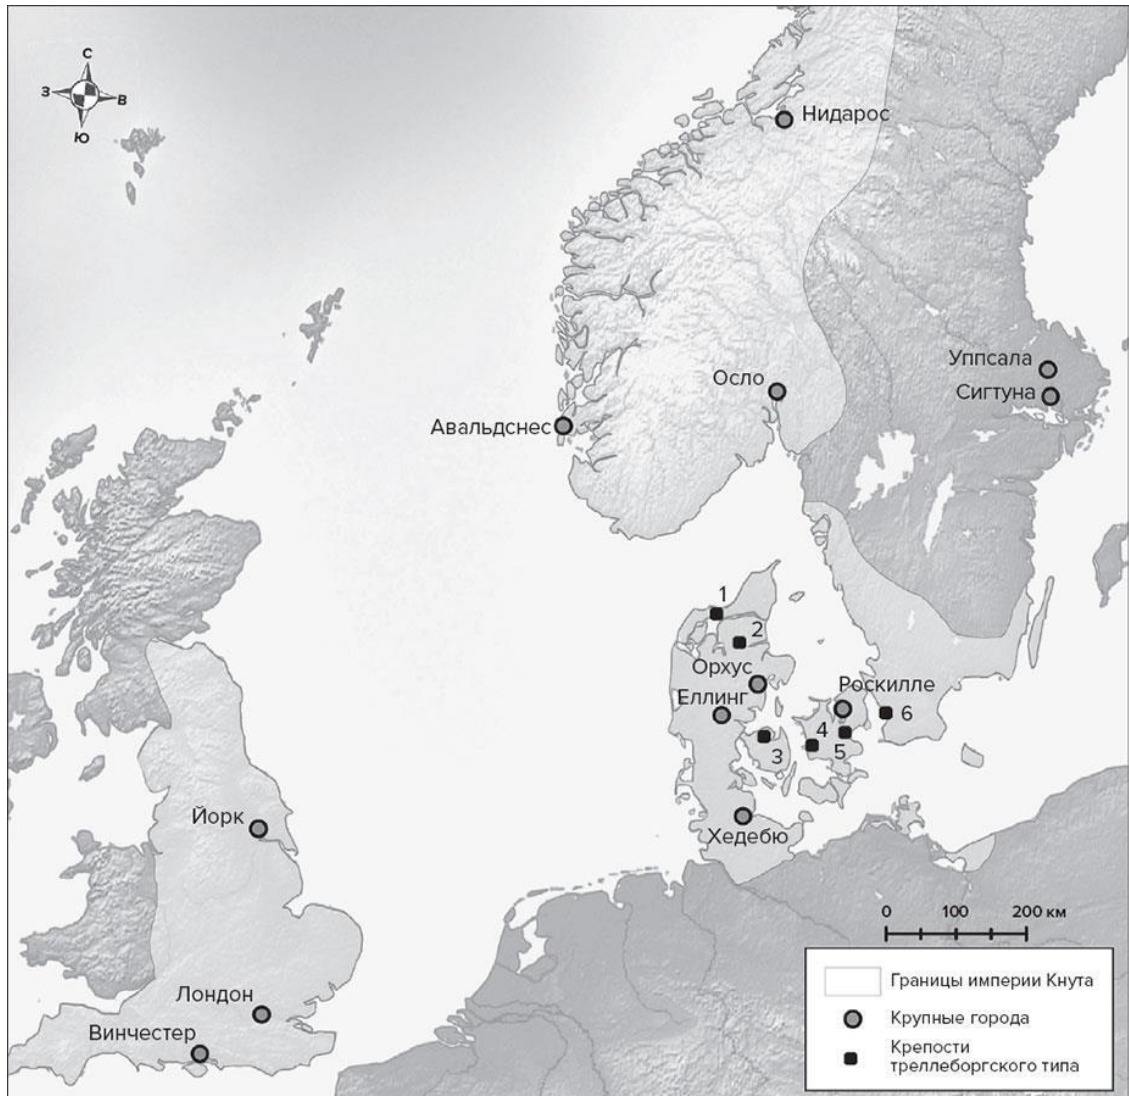 С
З
В
Ю
Нидарос
Уппсала
Осло
Сигтуна
Авальдснес
1
2
Орхус
Роскилле
Еллинг
6
4
3
5
Йорк
Хедебю
0 100 200 км
Лондон
Винчестер
Границы империи Кнута
Крупные города
Крепости
треллеборгского типа